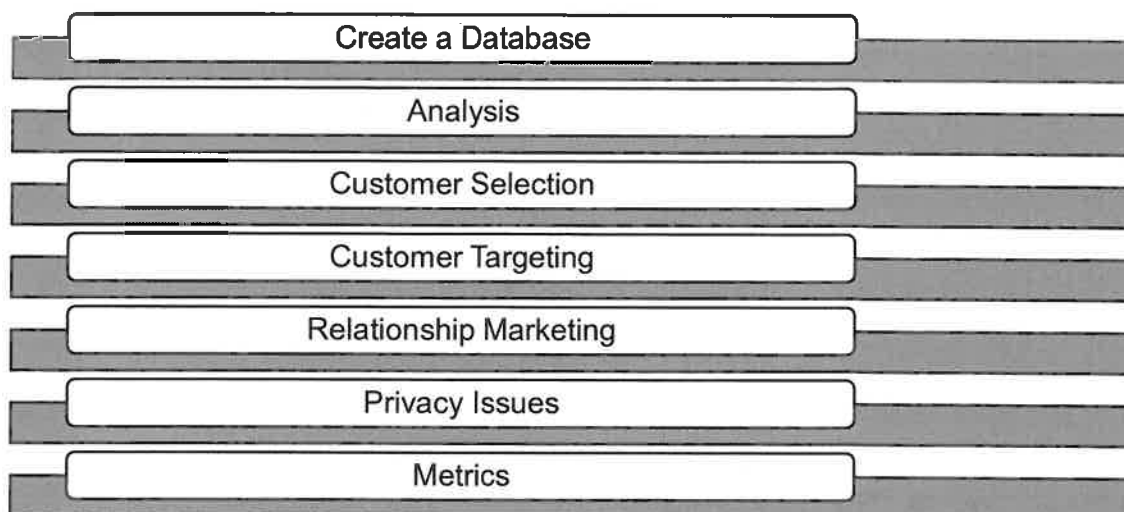 Create a Database
Analysis
Customer Selection
Customer Targeting
Relationship Marketing
Privacy Issues
Metrics